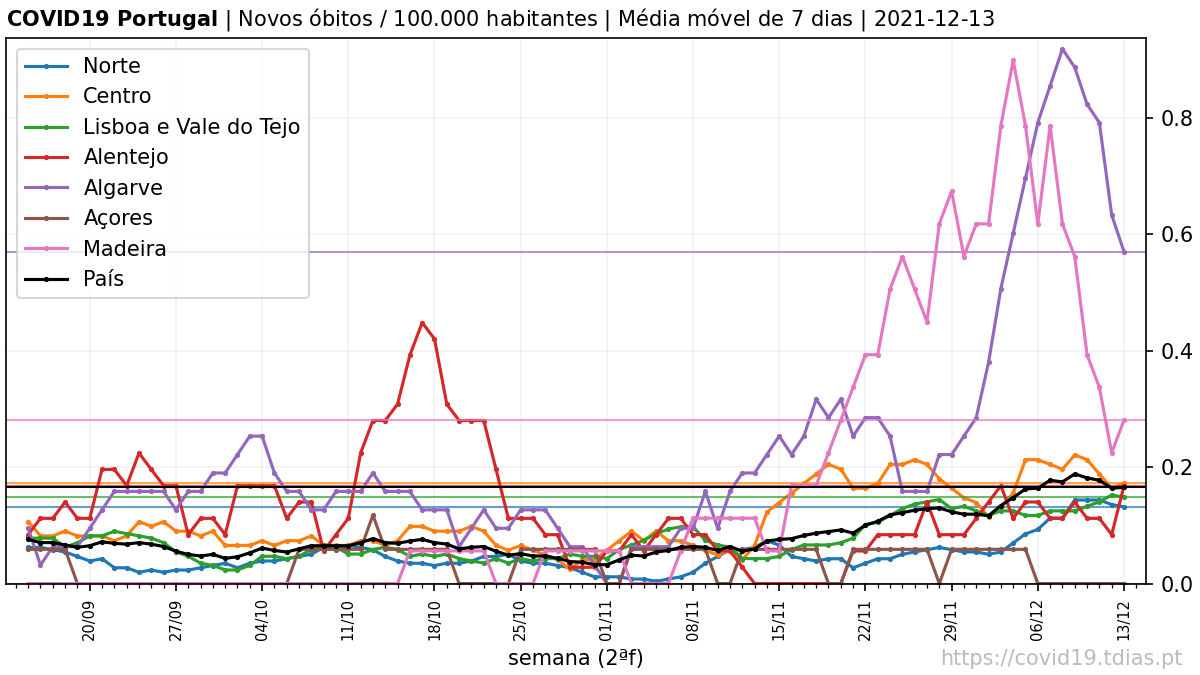 COVID19 Portugal | Novos óbitos / 100.000 habitantes | Média móvel de 7 dias | 2021-12-13
Norte
Centro
Lisboa e Vale do Tejo
Alentejo
Algarve
Açores
Madeira
País
0.8
0.6
0.4
0.2
0.0
20/09
27/09
04/10
11/10
18/10
25/10
01/11
08/11
15/11
22/11
29/11
06/12
13/12
semana (2ªf)
https://covid19.tdias.pt